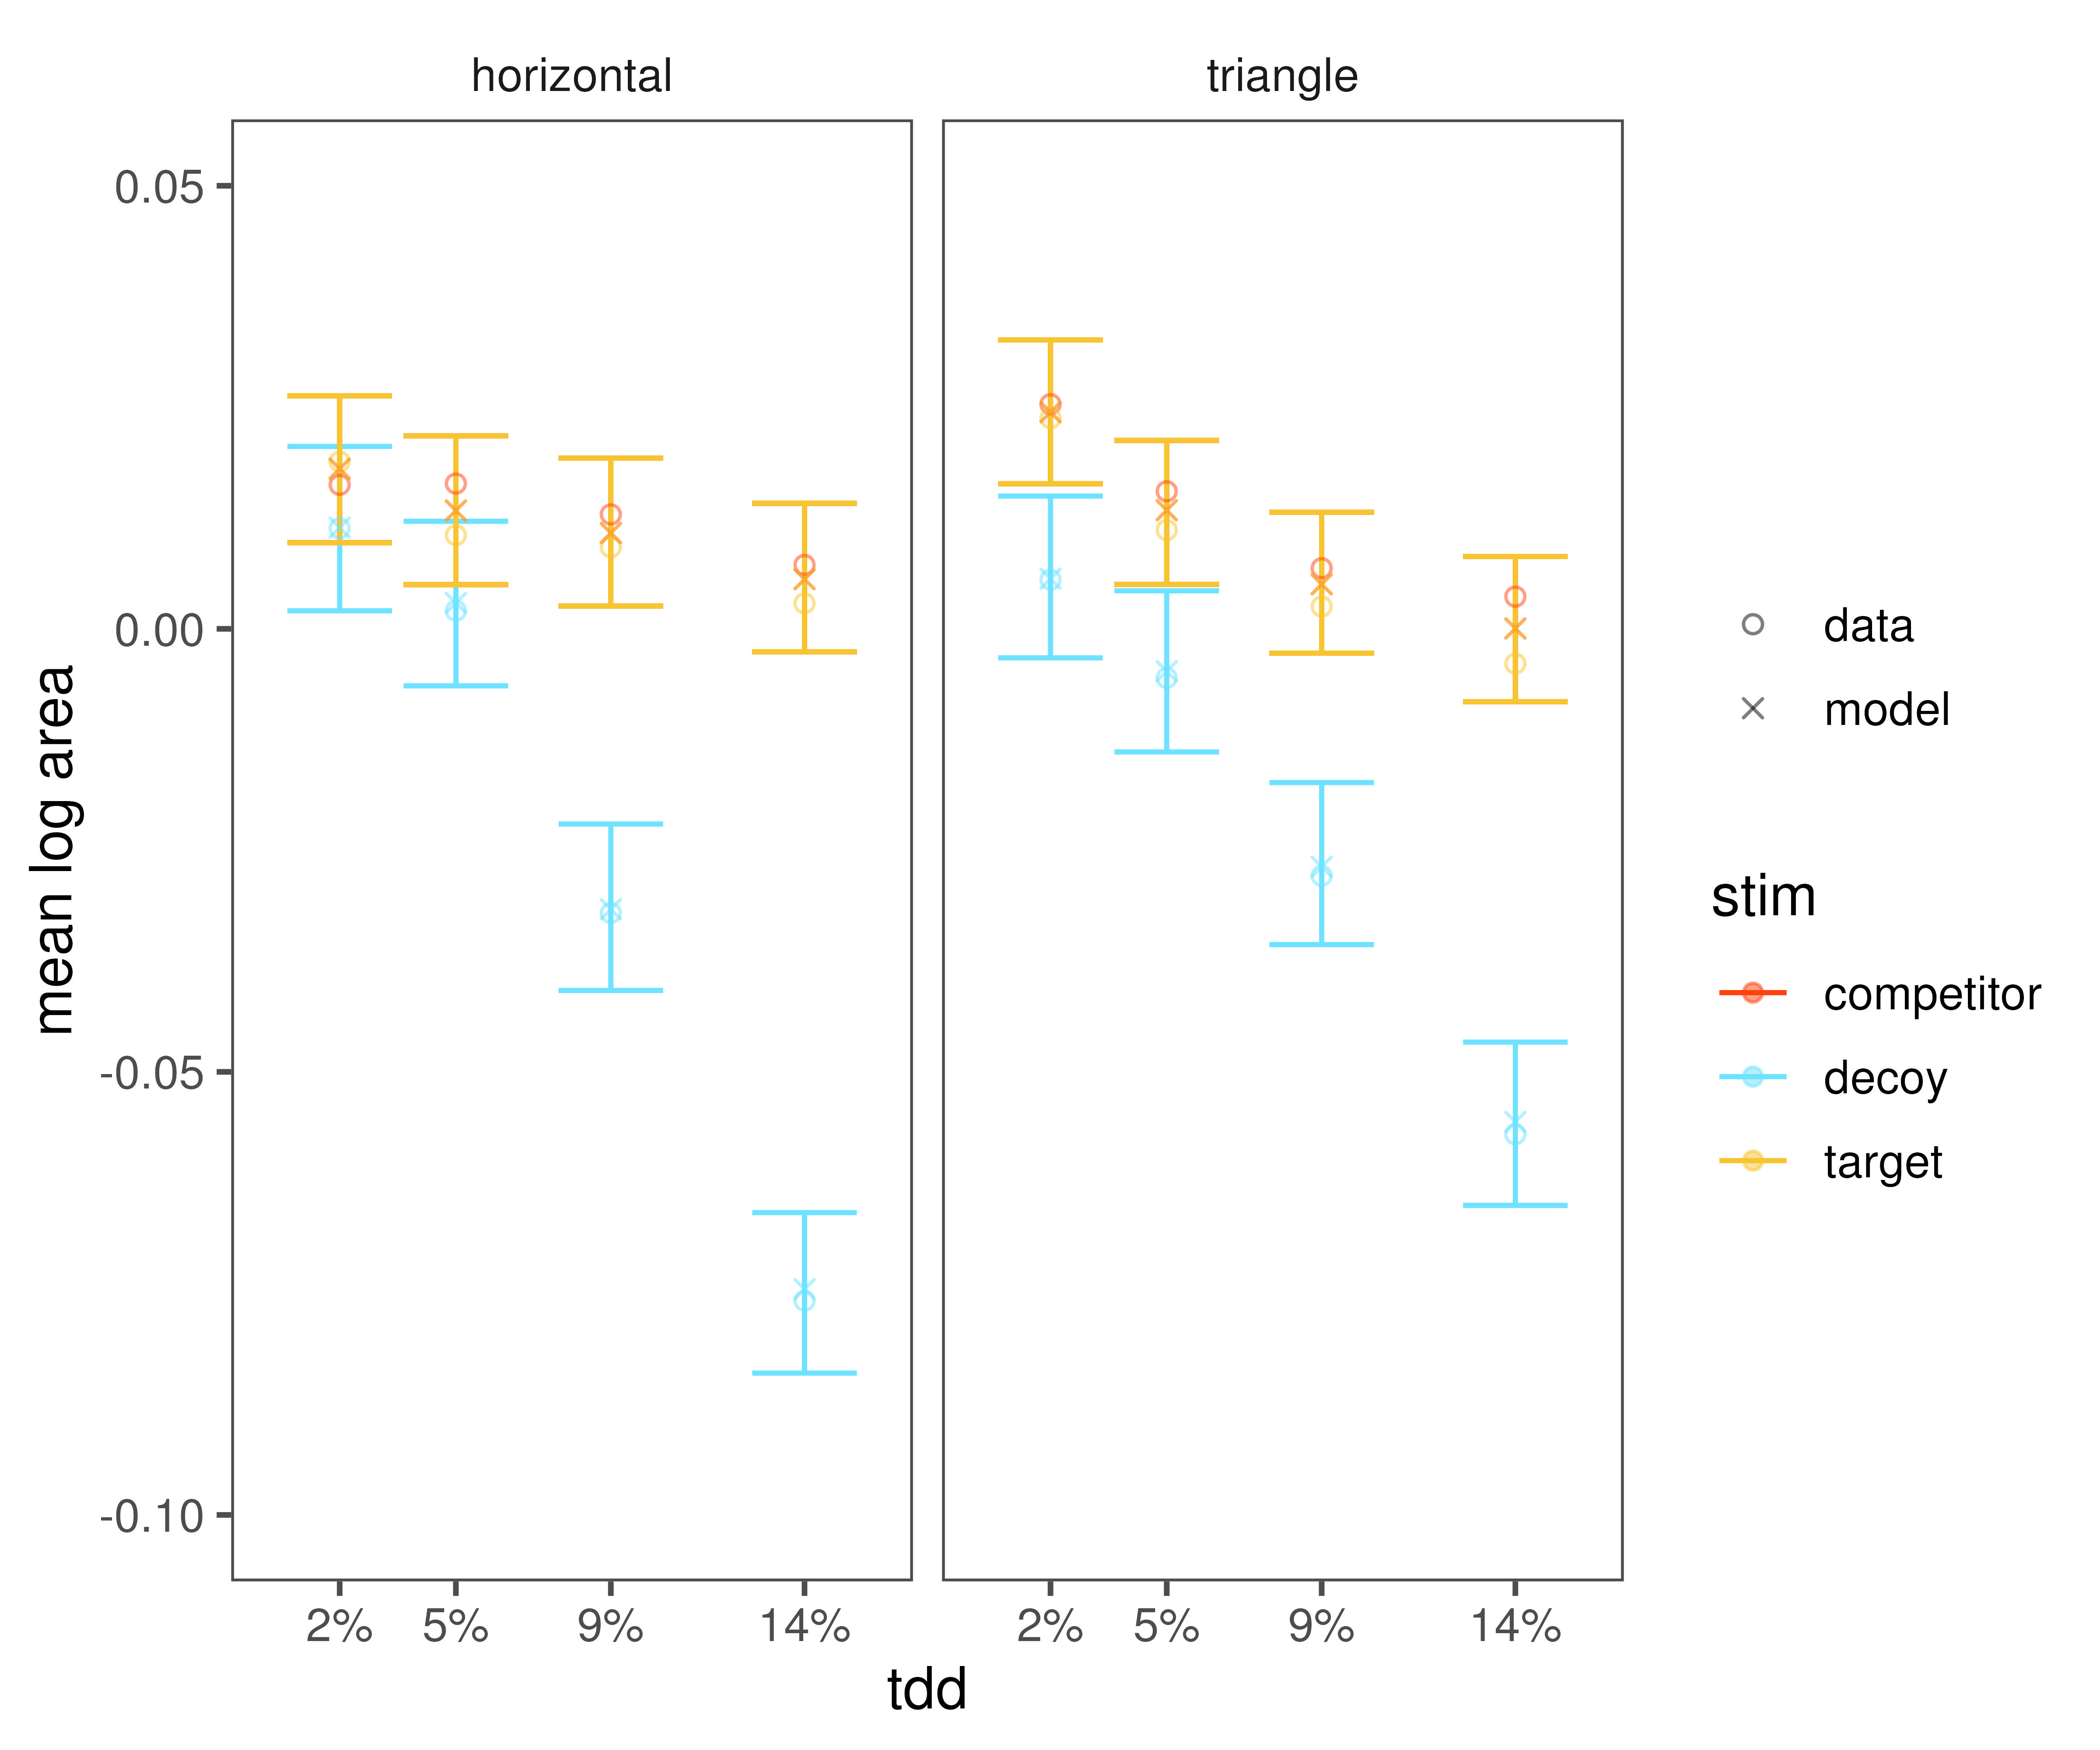 horizontal
triangle
0.05
0.00
-0.05
-0.10
mean log area
2% 5% 9% 14%
2% 5% 9% 14%
tdd
data
model
stim
competitor
decoy
target